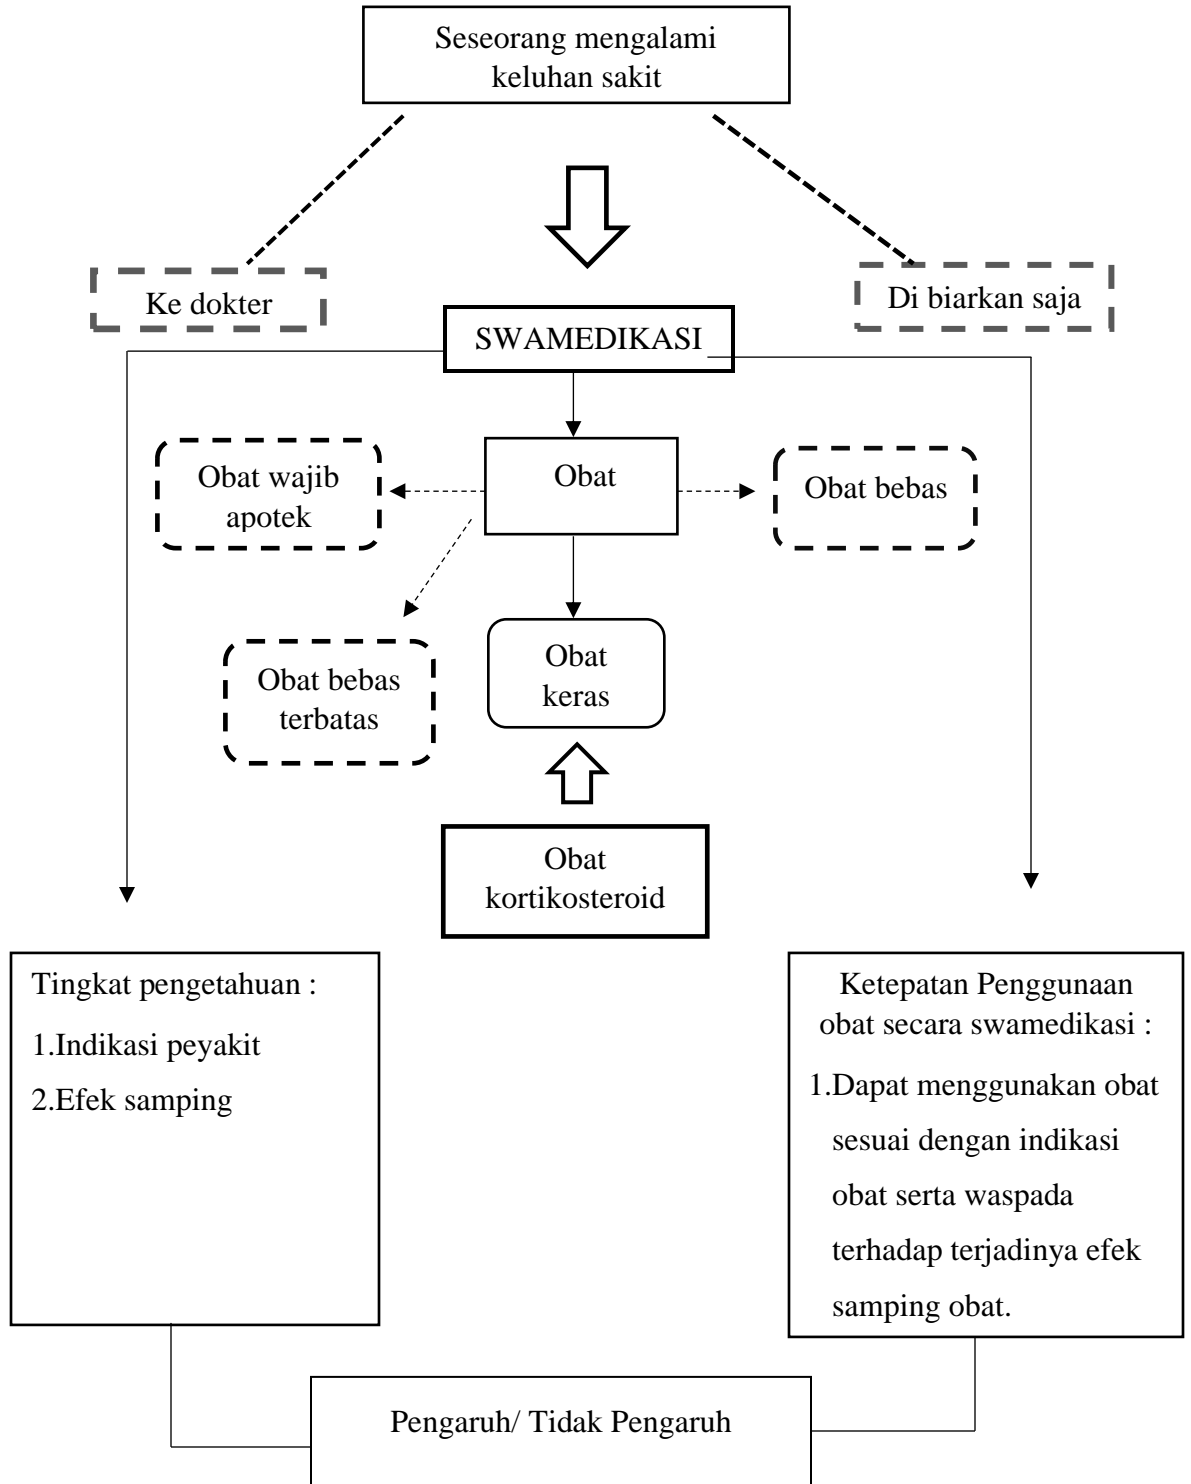 Seseorang mengalami
keluhan sakit
Ke dokter
Di biarkan saja
SWAMEDIKASI
Obat wajib
apotek
Obat
Obat bebas
Obat bebas
terbatas
Obat
keras
Obat
kortikosteroid
Tingkat pengetahuan :
1.Indikasi peyakit
2.Efek samping
Ketepatan Penggunaan
obat secara swamedikasi :
1.Dapat menggunakan obat
sesuai dengan indikasi
obat serta waspada
terhadap terjadinya efek
samping obat.
Pengaruh/ Tidak Pengaruh